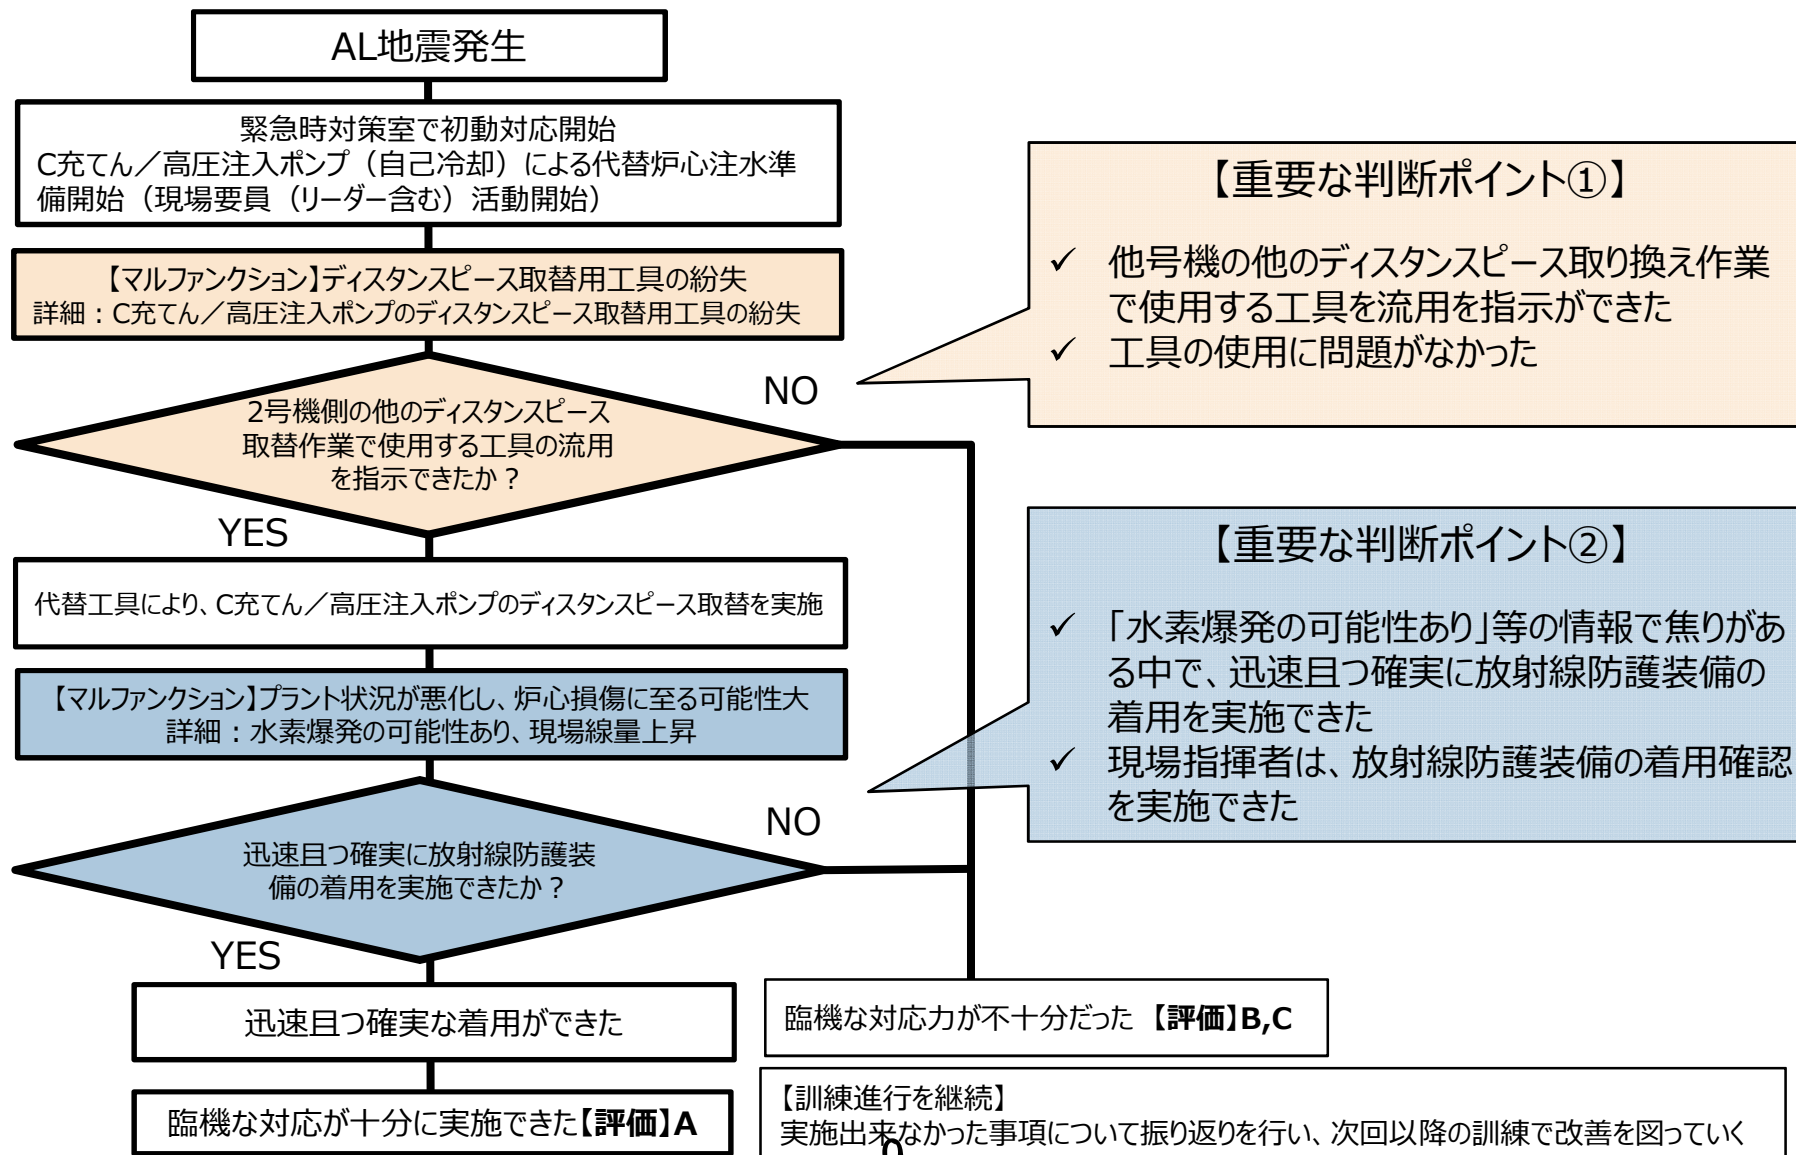 AL地震発生
緊急時対策室で初動対応開始
C充てん／高圧注入ポンプ（自己冷却）による代替炉心注水準
備開始（現場要員（リーダー含む）活動開始）
【マルファンクション】ディスタンスピース取替用工具の紛失
詳細：C充てん／高圧注入ポンプのディスタンスピース取替用工具の紛失
2号機側の他のディスタンスピース
取替作業で使用する工具の流用
を指示できたか？
NO
YES
代替工具により、C充てん／高圧注入ポンプのディスタンスピース取替を実施
【マルファンクション】プラント状況が悪化し、炉心損傷に至る可能性大
詳細：水素爆発の可能性あり、現場線量上昇
迅速且つ確実に放射線防護装
備の着用を実施できたか？
NO
YES
迅速且つ確実な着用ができた
臨機な対応が十分に実施できた【評価】A
【重要な判断ポイント①】
✓ 他号機の他のディスタンスピース取り換え作業
で使用する工具を流用を指示ができた
✓ 工具の使用に問題がなかった
【重要な判断ポイント②】
✓ 「水素爆発の可能性あり」等の情報で焦りがあ
る中で、迅速且つ確実に放射線防護装備の
着用を実施できた
✓ 現場指揮者は、放射線防護装備の着用確認
を実施できた
臨機な対応力が不十分だった 【評価】B,C
【訓練進行を継続】
実施出来なかった事項について振り返りを行い、次回以降の訓練で改善を図っていく